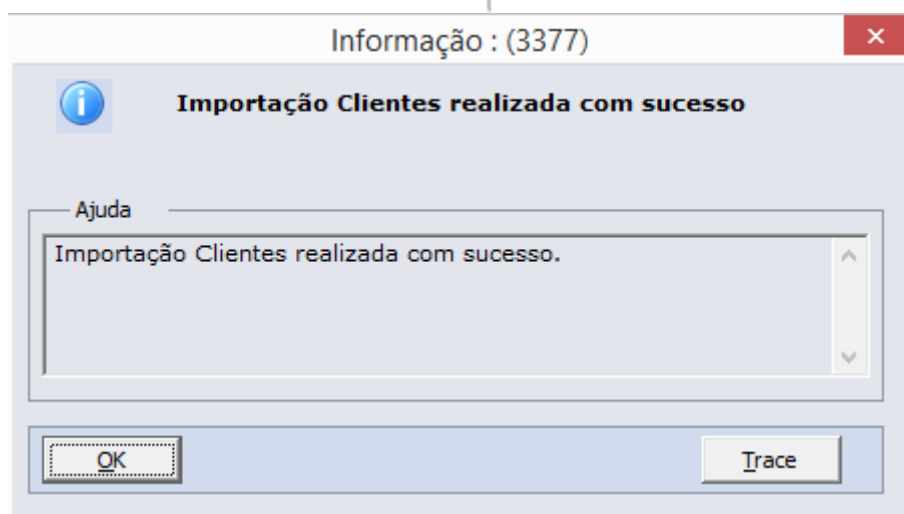 Informação : (3377)
Importação Clientes realizada com sucesso
Ajuda
Importação Clientes realizada com sucesso.
OK
Trace